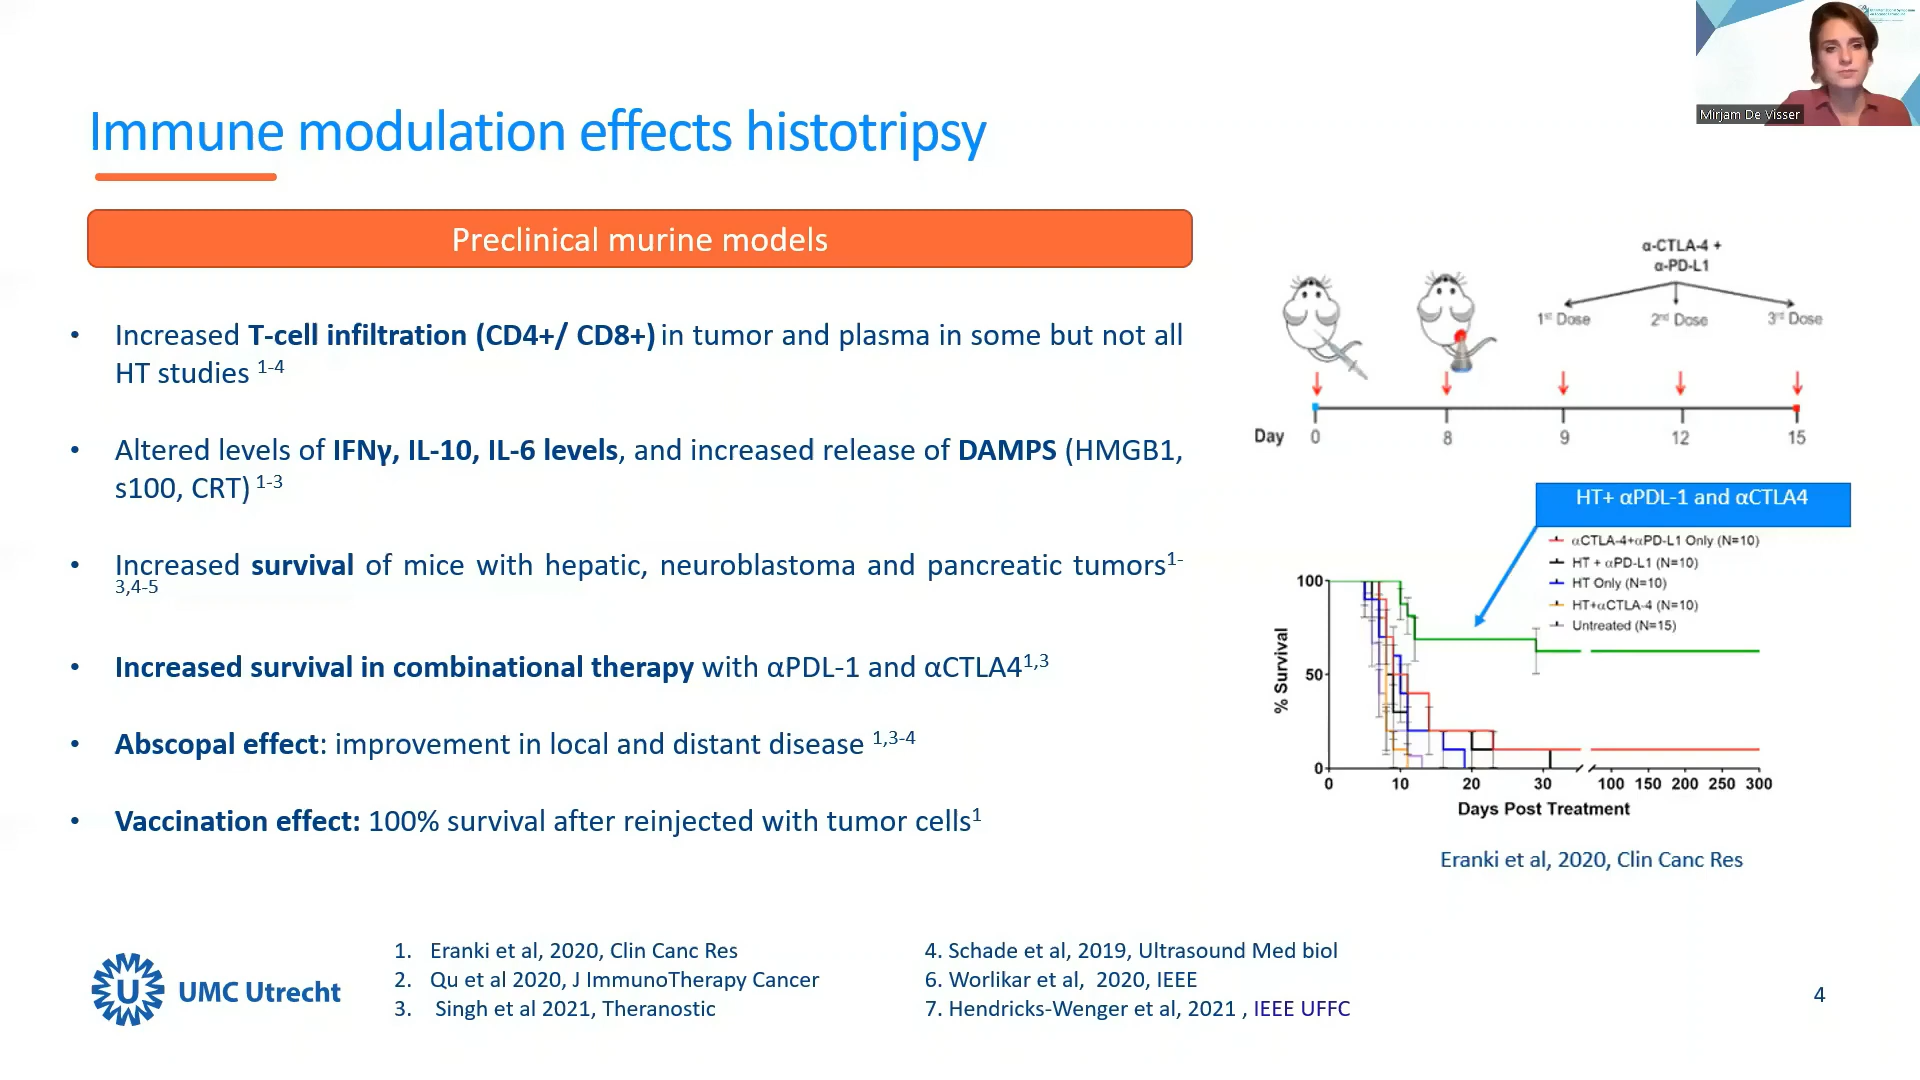 Mirjam De Visser
Immune modulation effects histotripsy
Preclinical murine models
• Increased T-cell infiltration (CD4+/ CD8+) in tumor and plasma in some but not all
HT studies 1-4
• Altered levels of IFNγ, IL-10, IL-6 levels, and increased release of DAMPS (HMGB1,
s100, CRT) 1-3
• Increased survival of mice with hepatic, neuroblastoma and pancreatic tumors1-
3,4-5
• Increased survival in combinational therapy with αPDL-1 and αCTLA41,3
• Abscopal effect: improvement in local and distant disease 1,3-4
• Vaccination effect: 100% survival after reinjected with tumor cells1
α-CTLA-4 +
α-PD-L1
1st Dose 2nd Dose 3rd Dose
Day 0 8 9 12 15
HT+ αPDL-1 and αCTLA4
αCTLA-4+αPD-L1 Only (N=10)
HT + αPD-L1 (N=10)
HT Only (N=10)
HT+αCTLA-4 (N=10)
Untreated (N=15)
% Survival
100
50
0
0 10 20 30 100 150 200 250 300
Days Post Treatment
Eranki et al, 2020, Clin Canc Res
UMC Utrecht
1. Eranki et al, 2020, Clin Canc Res
2. Qu et al 2020, J ImmunoTherapy Cancer
3. Singh et al 2021, Theranostic
4. Schade et al, 2019, Ultrasound Med biol
6. Worlikar et al, 2020, IEEE
7. Hendricks-Wenger et al, 2021 , IEEE UFFC
4